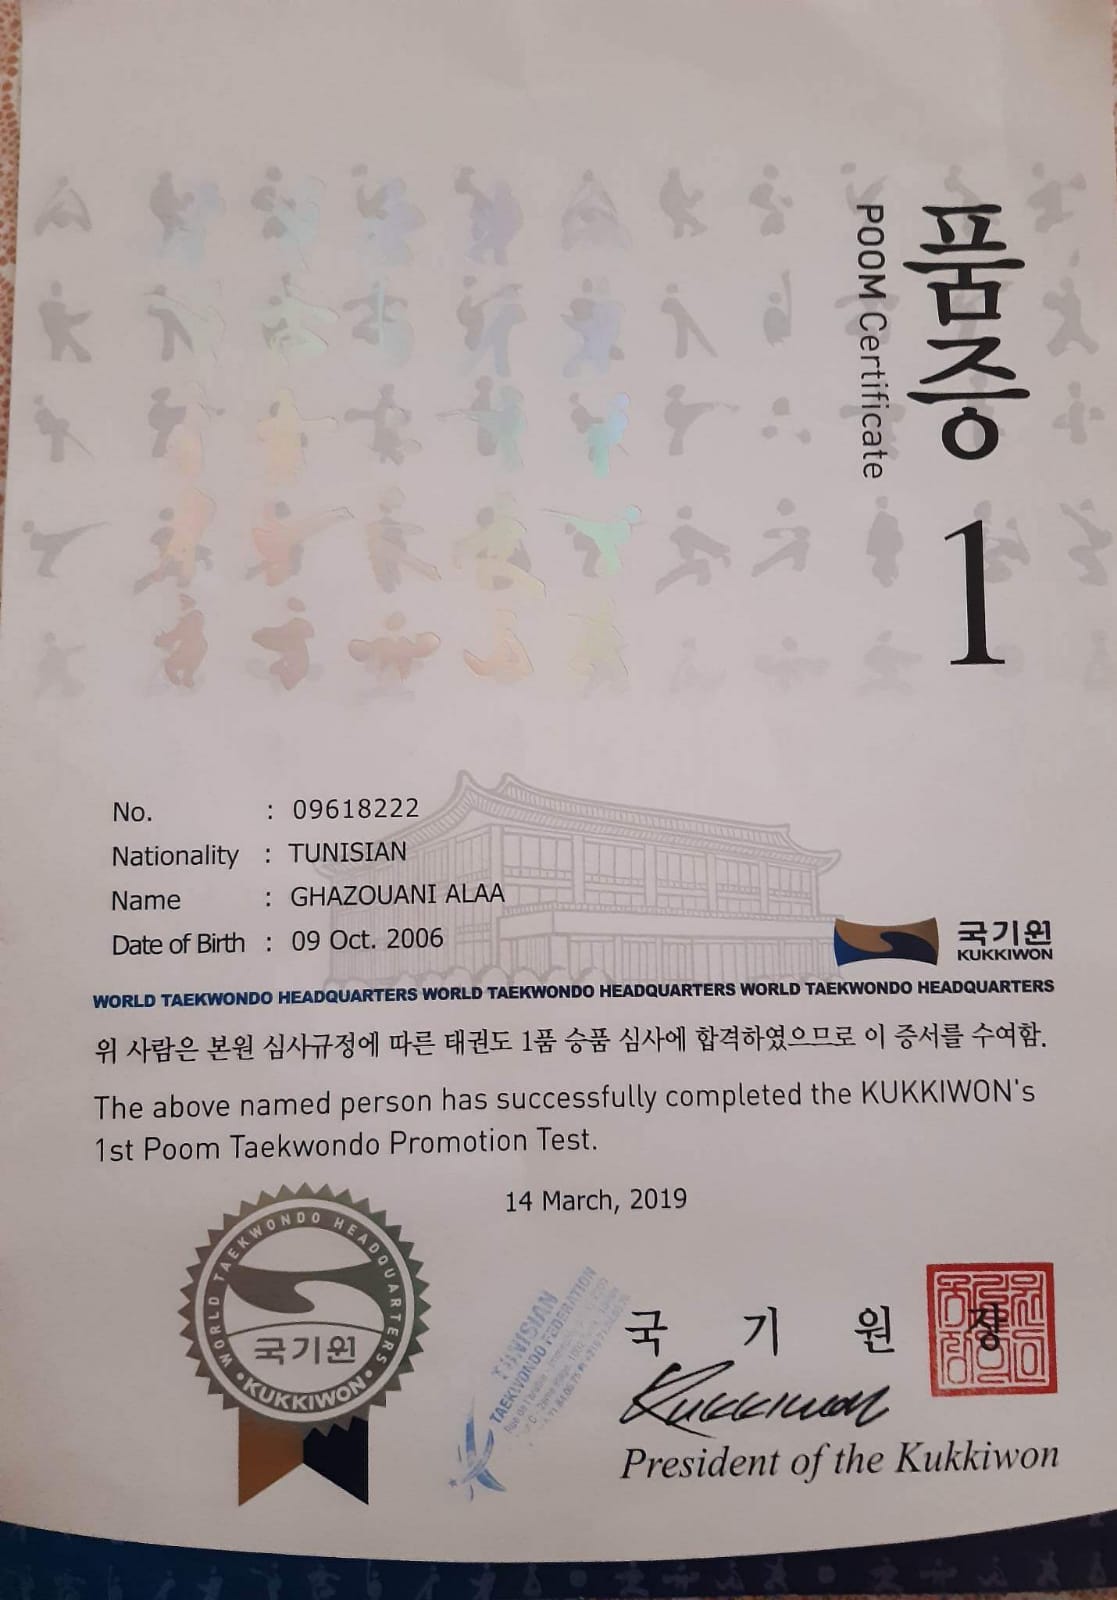 품증
POOM Certificate
1
No. : 09618222
Nationality : TUNISIAN
Name : GHAZOUANI ALAA
Date of Birth : 09 Oct. 2006
국기원
KUKKIWON
WORLD TAEKWONDO HEADQUARTERS WORLD TAEKWONDO HEADQUARTERS WORLD TAEKWONDO HEADQUARTERS
위 사람은 본원 심사규정에 따른 태권도 1품 승품 심사에 합격하였으므로 이 증서를 수여함.
The above named person has successfully completed the KUKKIWON's
1st Poom Taekwondo Promotion Test.
14 March, 2019
WORLD TAEKWONDO HEADQUARTERS
국기원
• KUKKIWON •
TUNISIAN
TAEKWONDO FEDERATION
국 기 원 장
Kukkiwon
President of the Kukkiwon